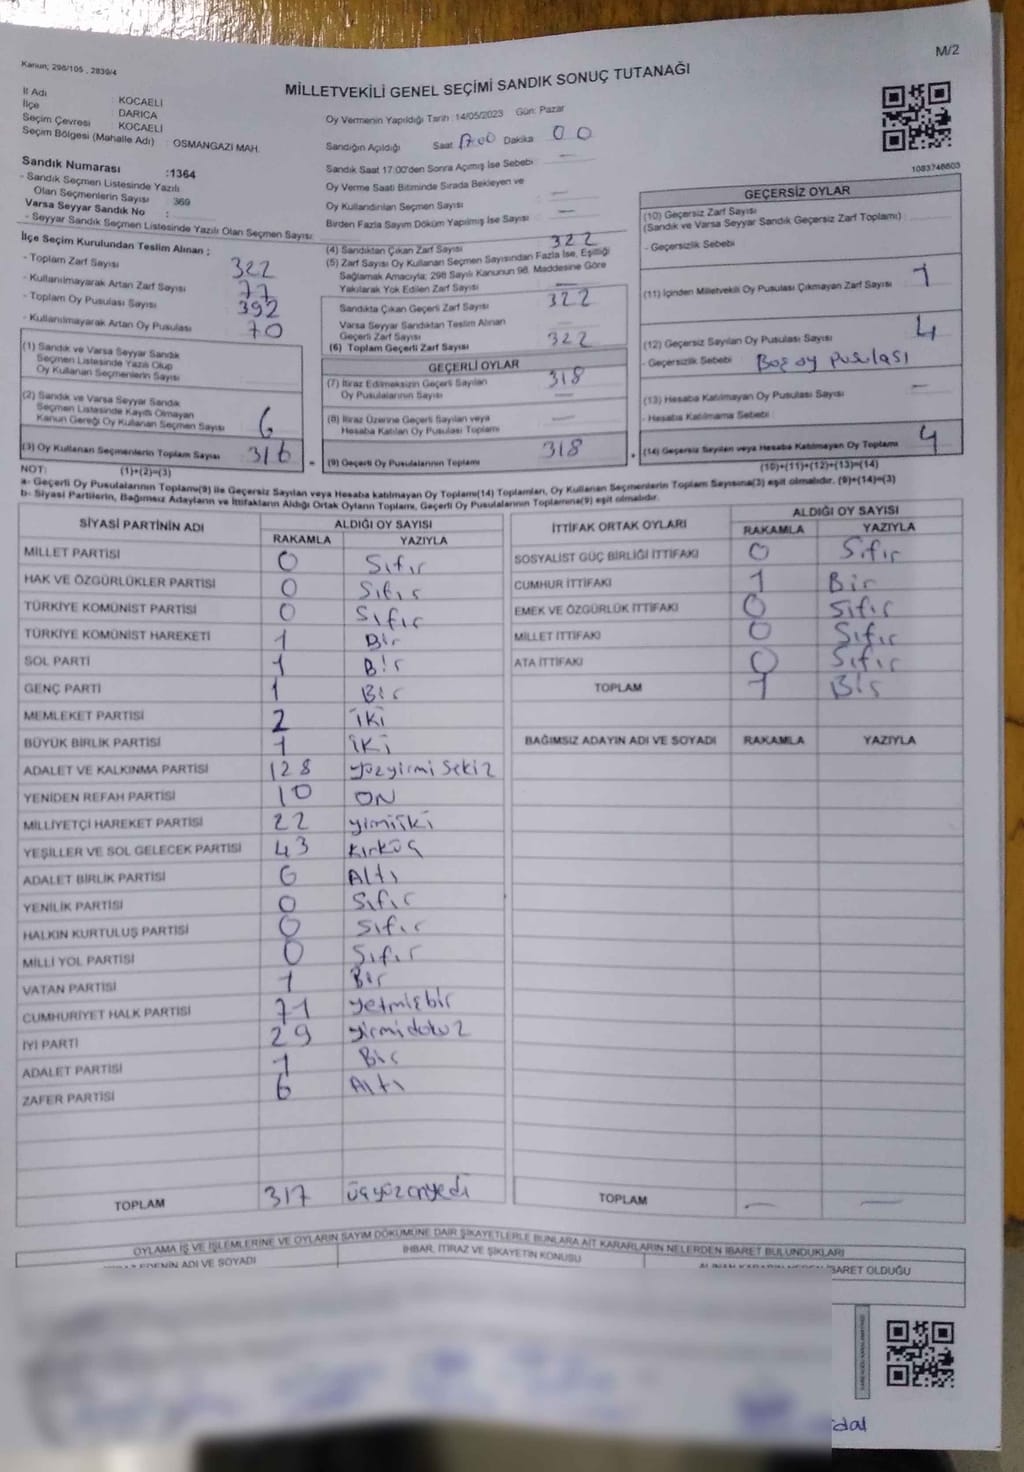 Kanun; 298/105 , 2839/4
M/2
MİLLETVEKİLİ GENEL SEÇİMİ SANDIK SONUÇ TUTANAĞI
İl Adı : KOCAELİ
İlçe : DARICA
Seçim Çevresi : KOCAELİ
Seçim Bölgesi (Mahalle Adı) : OSMANGAZİ MAH.
Sandık Numarası :1364
- Sandık Seçmen Listesinde Yazılı
Olan Seçmenlerin Sayısı : 369
Varsa Seyyar Sandık No :
- Seyyar Sandık Seçmen Listesinde Yazılı Olan Seçmen Sayısı:
Oy Vermenin Yapıldığı Tarih :14/05/2023 Gün: Pazar
Sandığın Açıldığı Saat 17:00 Dakika 00
Sandık Saat 17:00'den Sonra Açımış İse Sebebi : —
Oy Verme Saati Bitiminde Sırada Bekleyen ve
Oy Kullandırılan Seçmen Sayısı : —
Birden Fazla Sayım Döküm Yapılmış İse Sayısı : —
1083748603
İlçe Seçim Kurulundan Teslim Alınan ;
- Toplam Zarf Sayısı : 322
- Kullanılmayarak Artan Zarf Sayısı : 77
- Toplam Oy Pusulası Sayısı : 392
- Kullanılmayarak Artan Oy Pusulası : 70
(1) Sandık ve Varsa Seyyar Sandık
Seçmen Listesinde Yazılı Olup
Oy Kullanan Seçmenlerin Sayısı :
(2) Sandık ve Varsa Seyyar Sandık
Seçmen Listesinde Kayıtlı Olmayan
Kanun Gereği Oy Kullanan Seçmen Sayısı : 6
(3) Oy Kullanan Seçmenlerin Toplam Sayısı : 316
(1)+(2)=(3)
(4) Sandıktan Çıkan Zarf Sayısı : 322
(5) Zarf Sayısı Oy Kullanan Seçmen Sayısından Fazla İse, Eşitliği
Sağlamak Amacıyla; 298 Sayılı Kanunun 98. Maddesine Göre
Yakılarak Yok Edilen Zarf Sayısı : —
Sandıkta Çıkan Geçerli Zarf Sayısı : 322
Varsa Seyyar Sandıktan Teslim Alınan
Geçerli Zarf Sayısı :
(6) Toplam Geçerli Zarf Sayısı : 322
GEÇERLİ OYLAR
(7) İtiraz Edilmeksizin Geçerli Sayılan
Oy Pusulalarının Sayısı : 318
(8) İtiraz Üzerine Geçerli Sayılan veya
Hesaba Katılan Oy Pusulası Toplamı : —
(9) Geçerli Oy Pusulalarının Toplamı : 318
GEÇERSİZ OYLAR
(10) Geçersiz Zarf Sayısı
(Sandık ve Varsa Seyyar Sandık Geçersiz Zarf Toplamı) :
- Geçersizlik Sebebi :
(11) İçinden Milletvekili Oy Pusulası Çıkmayan Zarf Sayısı : 1
(12) Geçersiz Sayılan Oy Pusulası Sayısı : 4
- Geçersizlik Sebebi : Boş oy pusulası
(13) Hesaba Katılmayan Oy Pusulası Sayısı : —
- Hesaba Katılmama Sebebi :
(14) Geçersiz Sayılan veya Hesaba Katılmayan Oy Toplamı : 4
(10)+(11)+(12)+(13)=(14)
NOT:
a- Geçerli Oy Pusulalarının Toplamı(9) ile Geçersiz Sayılan veya Hesaba katılmayan Oy Toplamı(14) Toplamları, Oy Kullanan Seçmenlerin Toplam Sayısına(3) eşit olmalıdır. (9)+(14)=(3)
b- Siyasi Partilerin, Bağımsız Adayların ve İttifakların Aldığı Ortak Oyların Toplamı, Geçerli Oy Pusulalarının Toplamına(9) eşit olmalıdır.
SİYASİ PARTİNİN ADI ALDIĞI OY SAYISI
RAKAMLA YAZIYLA
MİLLET PARTİSİ 0 Sıfır
HAK VE ÖZGÜRLÜKLER PARTİSİ 0 Sıfır
TÜRKİYE KOMÜNİST PARTİSİ 0 Sıfır
TÜRKİYE KOMÜNİST HAREKETİ 1 Bir
SOL PARTİ 1 Bir
GENÇ PARTİ 1 Bir
MEMLEKET PARTİSİ 2 iki
BÜYÜK BİRLİK PARTİSİ 1 iki
ADALET VE KALKINMA PARTİSİ 128 yüzyirmi sekiz
YENİDEN REFAH PARTİSİ 10 ON
MİLLİYETÇİ HAREKET PARTİSİ 22 yimiiki
YEŞİLLER VE SOL GELECEK PARTİSİ 43 kırküç
ADALET BİRLİK PARTİSİ 6 Altı
YENİLİK PARTİSİ 0 Sıfır
HALKIN KURTULUŞ PARTİSİ 0 Sıfır
MİLLİ YOL PARTİSİ 0 Sıfır
VATAN PARTİSİ 1 Bir
CUMHURİYET HALK PARTİSİ 71 yetmişbir
İYİ PARTİ 29 yirmidokuz
ADALET PARTİSİ 1 Bir
ZAFER PARTİSİ 6 Altı
TOPLAM 317 üçyüzonyedi
İTTİFAK ORTAK OYLARI ALDIĞI OY SAYISI
RAKAMLA YAZIYLA
SOSYALİST GÜÇ BİRLİĞİ İTTİFAKI 0 Sıfır
CUMHUR İTTİFAKI 1 Bir
EMEK VE ÖZGÜRLÜK İTTİFAKI 0 Sıfır
MİLLET İTTİFAKI 0 Sıfır
ATA İTTİFAKI 0 Sıfır
TOPLAM 1 Bir
BAĞIMSIZ ADAYIN ADI VE SOYADI RAKAMLA YAZIYLA
TOPLAM — —
OYLAMA İŞ VE İŞLEMLERİNE VE OYLARIN SAYIM DÖKÜMÜNE DAİR ŞİKAYETLERLE BUNLARA AİT KARARLARIN NELERDEN İBARET BULUNDUKLARI
EDENİN ADI VE SOYADI İHBAR, İTİRAZ VE ŞİKAYETİN KONUSU ALINAN KARARIN NEDEN İBARET OLDUĞU